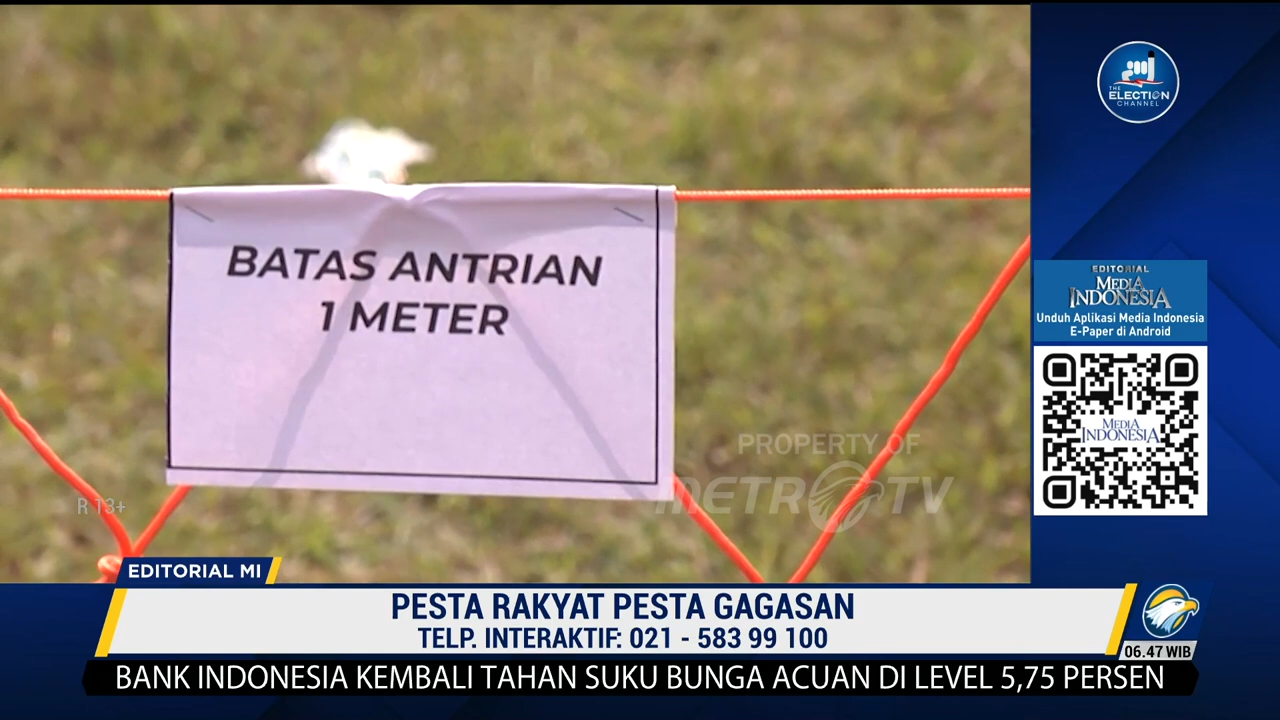 THE
ELECTION
CHANNEL
BATAS ANTRIAN
1 METER
EDITORIAL
MEDIA
INDONESIA
Unduh Aplikasi Media Indonesia
E-Paper di Android
MEDIA
INDONESIA
PROPERTY OF
METRO TV
R 13+
EDITORIAL MI
PESTA RAKYAT PESTA GAGASAN
TELP. INTERAKTIF: 021 - 583 99 100
06.47 WIB
BANK INDONESIA KEMBALI TAHAN SUKU BUNGA ACUAN DI LEVEL 5,75 PERSEN